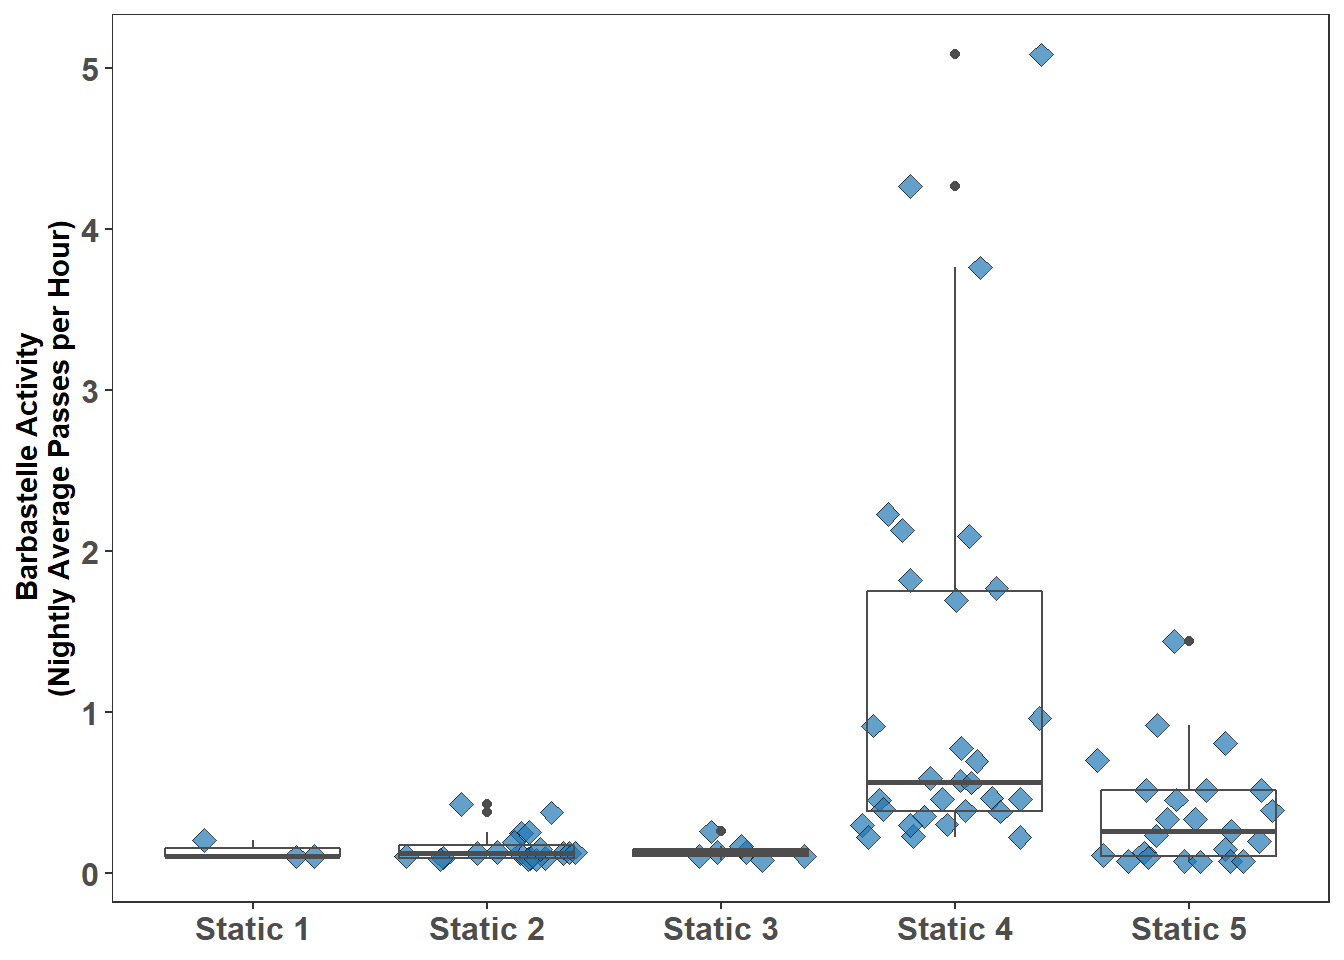 Barbastelle Activity
(Nightly Average Passes per Hour)
5
4
3
2
1
0
Static 1
Static 2
Static 3
Static 4
Static 5